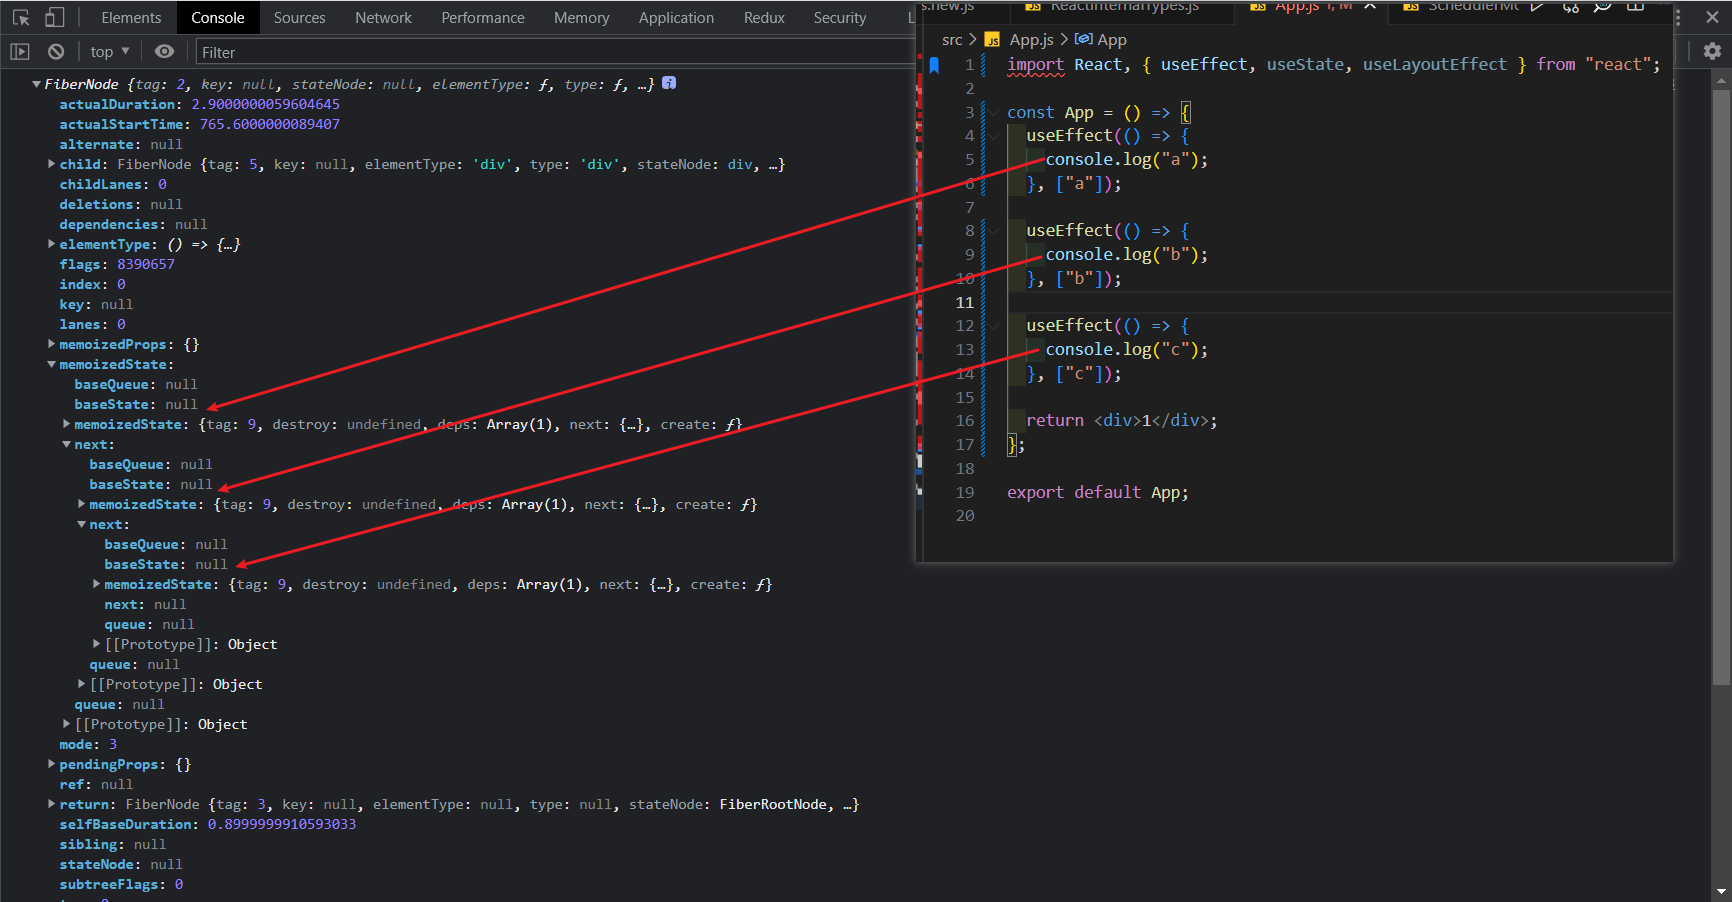 Elements Console Sources Network Performance Memory Application Redux Security L
top Filter
FiberNode {tag: 2, key: null, stateNode: null, elementType: ƒ, type: ƒ, …}
actualDuration: 2.9000000059604645
actualStartTime: 765.6000000089407
alternate: null
child: FiberNode {tag: 5, key: null, elementType: 'div', type: 'div', stateNode: div, …}
childLanes: 0
deletions: null
dependencies: null
elementType: () => {…}
flags: 8390657
index: 0
key: null
lanes: 0
memoizedProps: {}
memoizedState:
baseQueue: null
baseState: null
memoizedState: {tag: 9, destroy: undefined, deps: Array(1), next: {…}, create: ƒ}
next:
baseQueue: null
baseState: null
memoizedState: {tag: 9, destroy: undefined, deps: Array(1), next: {…}, create: ƒ}
next:
baseQueue: null
baseState: null
memoizedState: {tag: 9, destroy: undefined, deps: Array(1), next: {…}, create: ƒ}
next: null
queue: null
[[Prototype]]: Object
queue: null
[[Prototype]]: Object
queue: null
[[Prototype]]: Object
mode: 3
pendingProps: {}
ref: null
return: FiberNode {tag: 3, key: null, elementType: null, type: null, stateNode: FiberRootNode, …}
selfBaseDuration: 0.8999999910593033
sibling: null
stateNode: null
subtreeFlags: 0
s.new.js JS ReactInternalTypes.js JS App.js 1, M JS SchedulerMi
src > JS App.js > App
1 import React, { useEffect, useState, useLayoutEffect } from "react";
2
3 const App = () => {
4 useEffect(() => {
5 console.log("a");
6 }, ["a"]);
7
8 useEffect(() => {
9 console.log("b");
10 }, ["b"]);
11
12 useEffect(() => {
13 console.log("c");
14 }, ["c"]);
15
16 return <div>1</div>;
17 };
18
19 export default App;
20